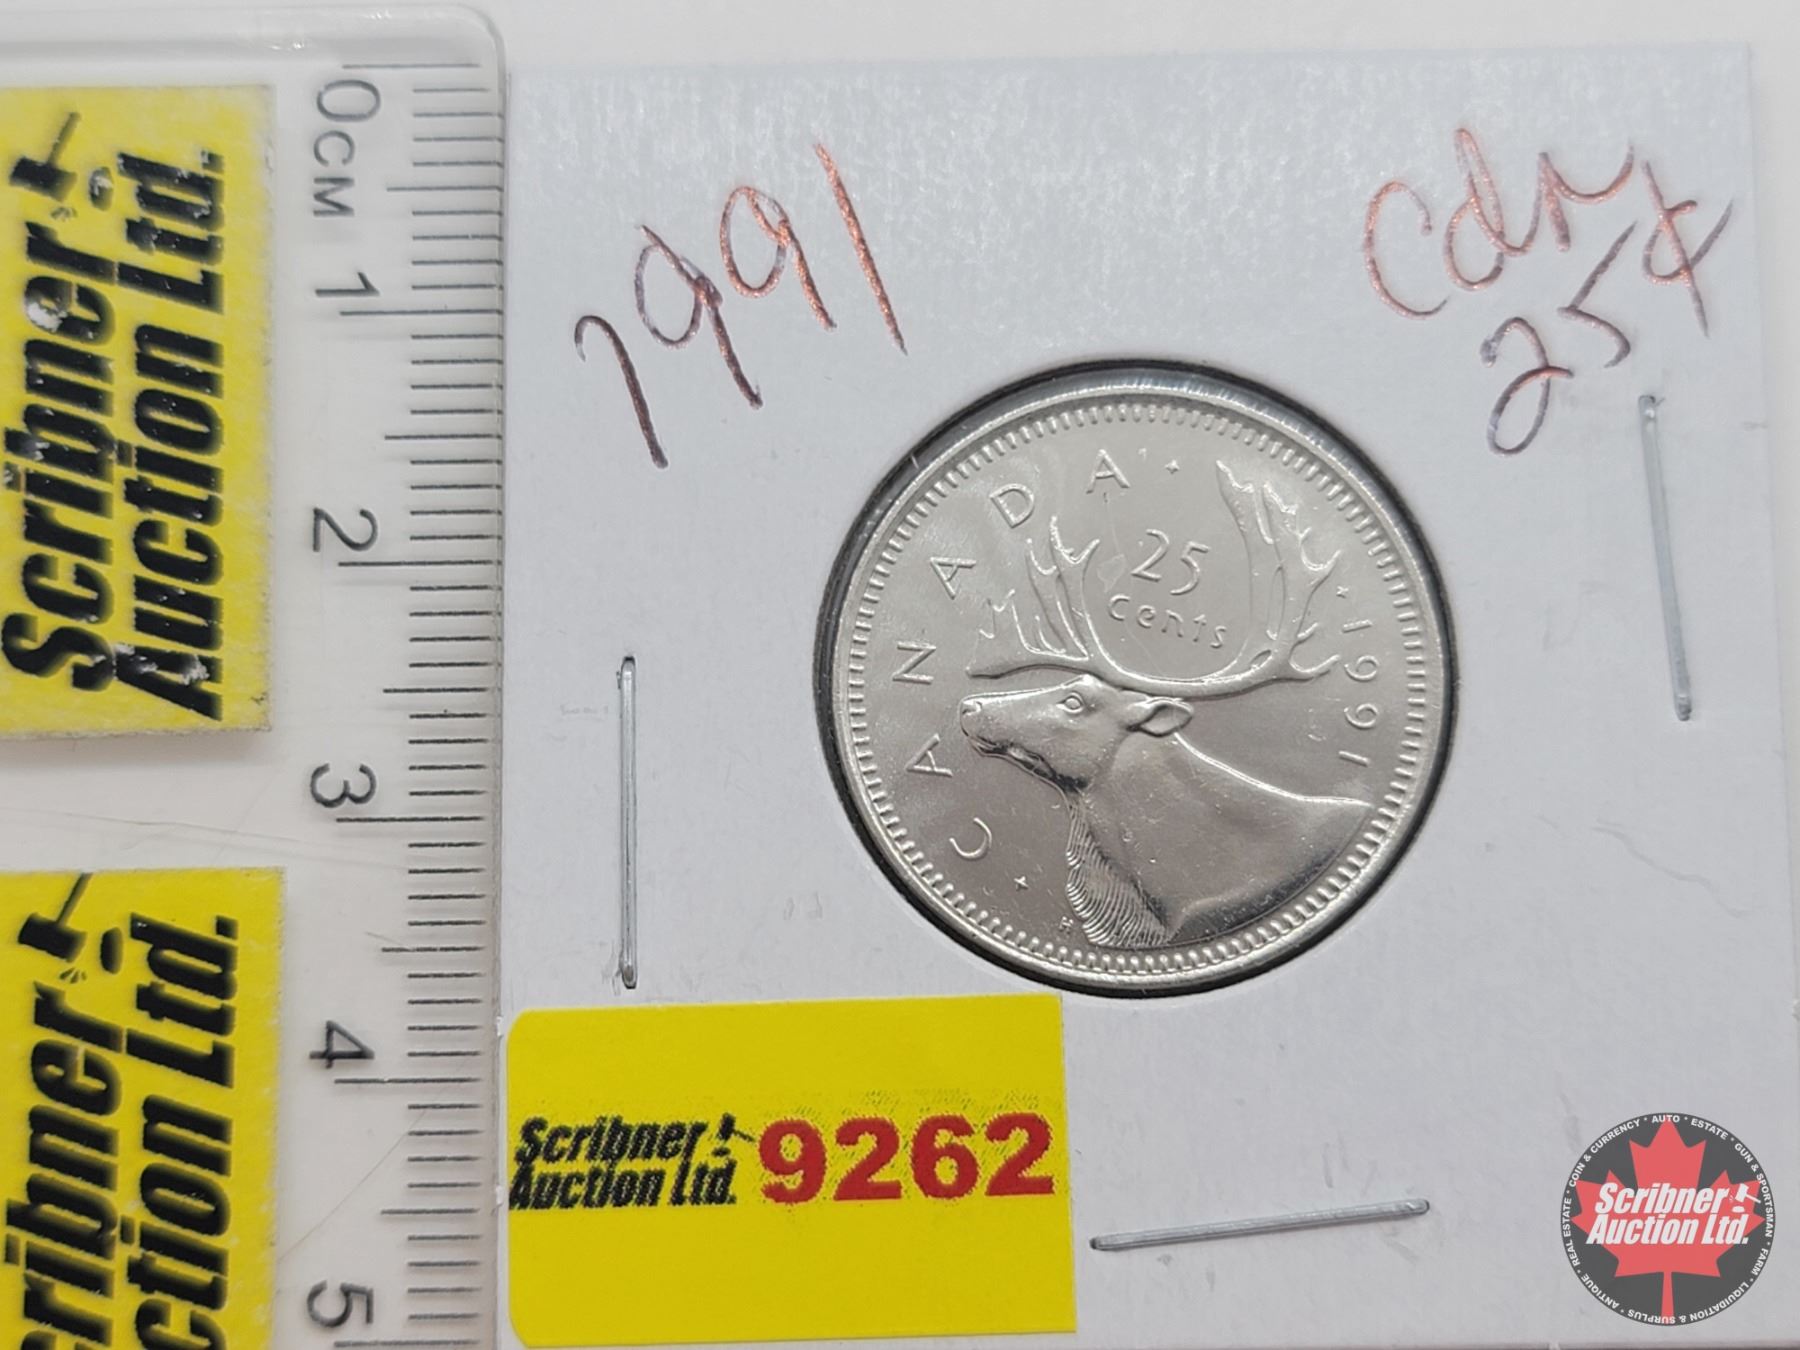 0CM
1
2
3
4
5
Scribner
Auction Ltd.
Scribner
Auction Ltd.
1991
Cdn
25¢
CANADA
25
cents
1991
H
Scribner
Auction Ltd.
9262
COIN & CURRENCY • AUTO • ESTATE • GUN & SPORTSMAN • FARM • LIQUIDATION & SURPLUS • ANTIQUE • REAL ESTATE •
Scribner
Auction Ltd.